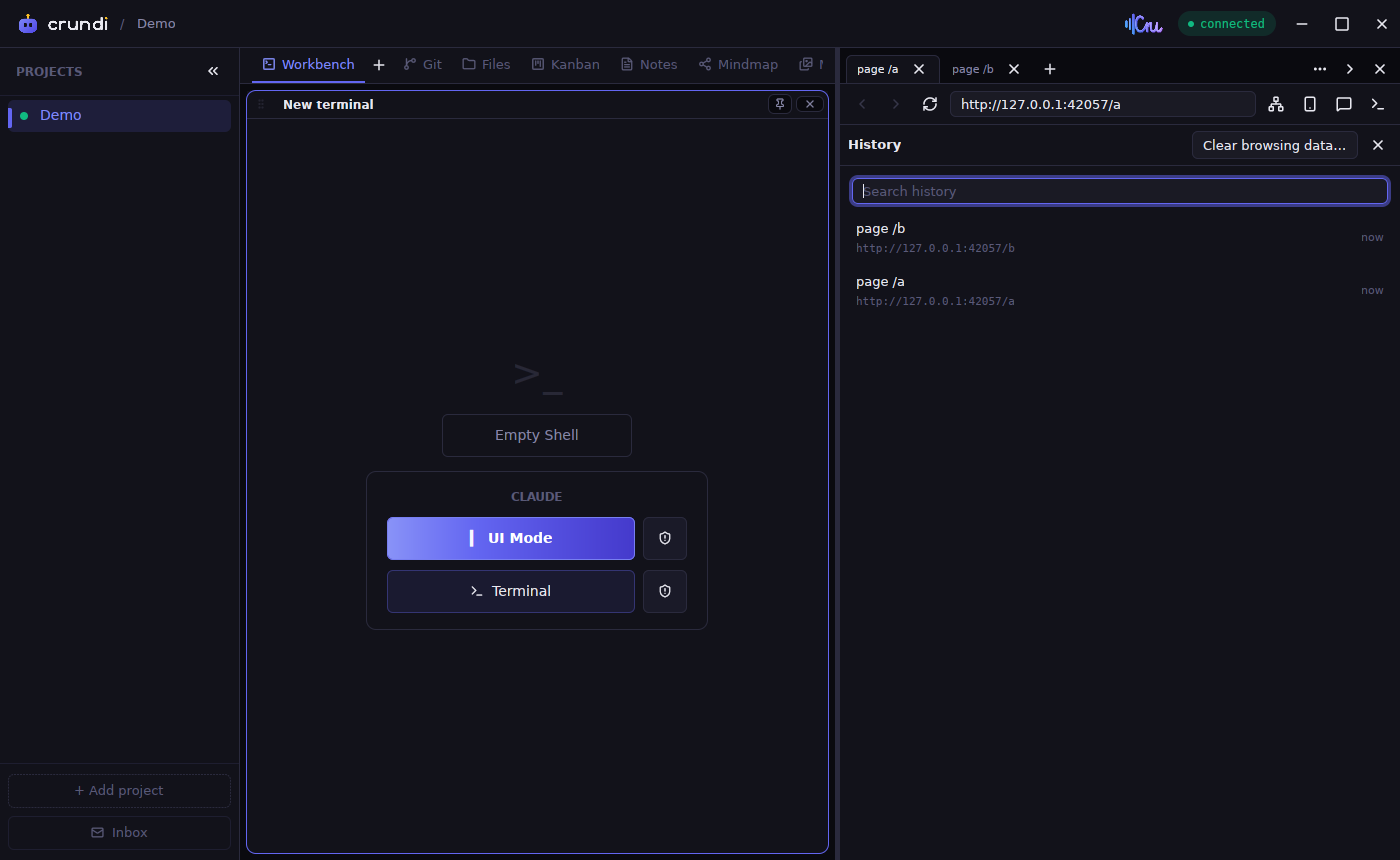 crundi / Demo
Cru
connected
PROJECTS
Demo
+ Add project
Inbox
Workbench
Git
Files
Kanban
Notes
Mindmap
New terminal
>_
Empty Shell
CLAUDE
UI Mode
Terminal
page /a
page /b
http://127.0.0.1:42057/a
History
Clear browsing data...
Search history
page /b
http://127.0.0.1:42057/b
now
page /a
http://127.0.0.1:42057/a
now